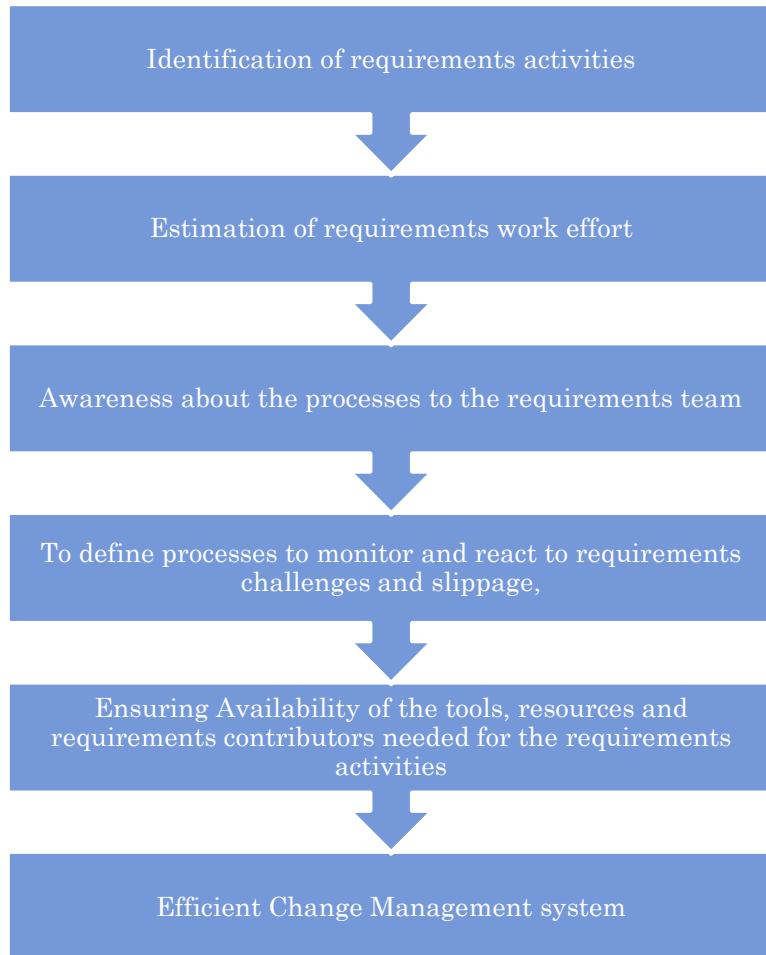 Identification of requirements activities
Estimation of requirements work effort
Awareness about the processes to the requirements team
To define processes to monitor and react to requirements
challenges and slippage,
Ensuring Availability of the tools, resources and
requirements contributors needed for the requirements
activities
Efficient Change Management system